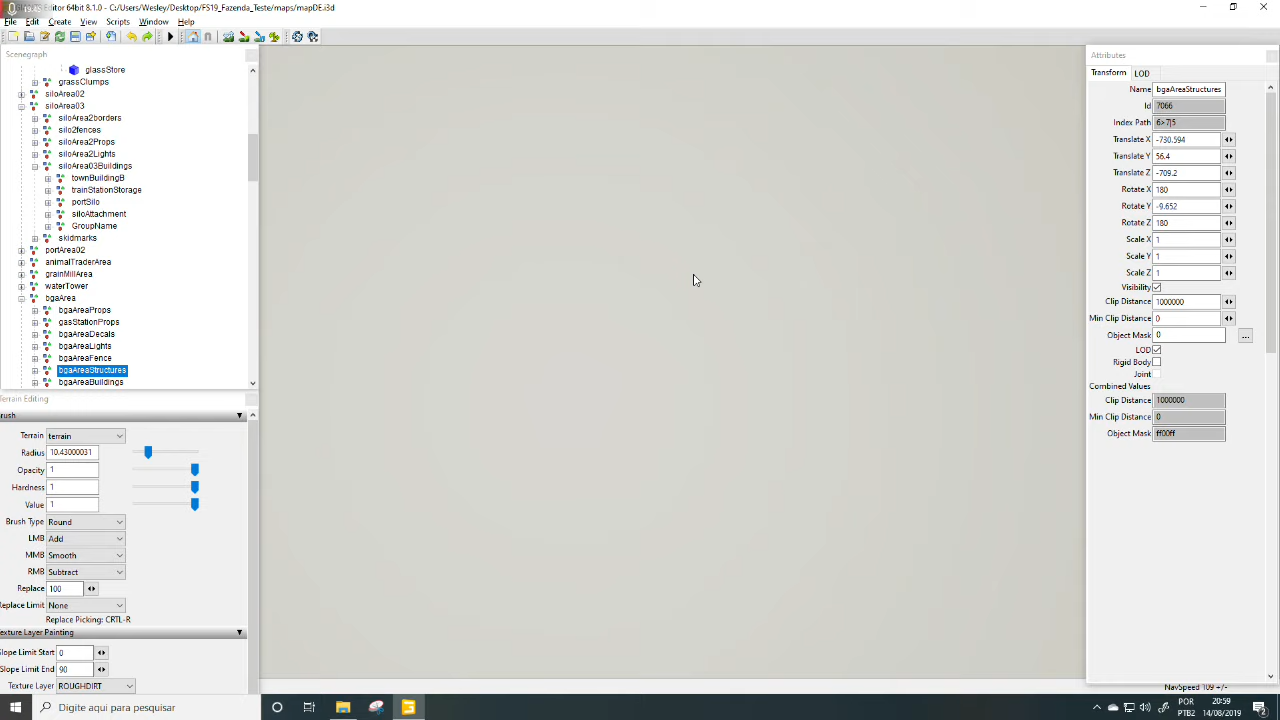 Editor 64bit 8.1.0 - C:/Users/Wesley/Desktop/FS19_Fazenda_Teste/maps/mapDE.i3d
File Edit Create View Scripts Window Help
Scenegraph
glassStore
grassClumps
siloArea02
siloArea03
siloArea2borders
silo2fences
siloArea2Props
siloArea2Lights
siloArea03Buildings
townBuildingB
trainStationStorage
portSilo
siloAttachment
GroupName
skidmarks
portArea02
animalTraderArea
grainMillArea
waterTower
bgaArea
bgaAreaProps
gasStationProps
bgaAreaDecals
bgaAreaLights
bgaAreaFence
bgaAreaStructures
bgaAreaBuildings
Terrain Editing
rush
Terrain terrain
Radius 10.43000031
Opacity 1
Hardness 1
Value 1
Brush Type Round
LMB Add
MMB Smooth
RMB Subtract
Replace 100
Replace Limit None
Replace Picking: CRTL-R
Texture Layer Painting
Slope Limit Start 0
Slope Limit End 90
Texture Layer ROUGHDIRT
Attributes
Transform LOD
Name bgaAreaStructures
Id 7066
Index Path 6>7|5
Translate X -730.594
Translate Y 56.4
Translate Z -709.2
Rotate X 180
Rotate Y -9.652
Rotate Z 180
Scale X 1
Scale Y 1
Scale Z 1
Visibility
Clip Distance 1000000
Min Clip Distance 0
Object Mask 0 ...
LOD
Rigid Body
Joint
Combined Values
Clip Distance 1000000
Min Clip Distance 0
Object Mask ff00ff
NavSpeed 109 +/-
Digite aqui para pesquisar
POR
PTB2
20:59
14/08/2019
2